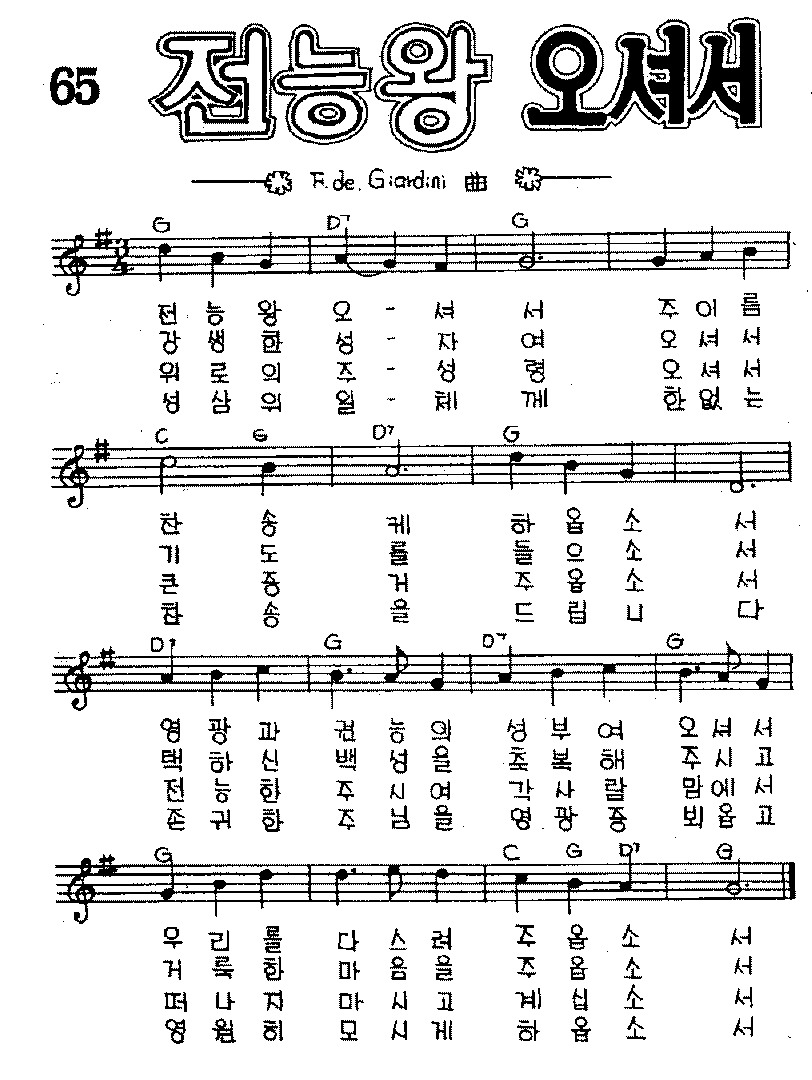 65
전능왕 오셔서
F. de. Giardini 曲
G D7 G
3 4
전 능 왕 오 - 셔 서 주 이 름
강 생 한 성 - 자 여 오 셔 서
위 로 의 주 - 성 령 오 셔 서
성 삼 위 일 - 체 께 한 없 는
C G D7 G
찬 송 케 하 옵 소 서
기 도 를 들 으 소 서
큰 증 거 주 옵 소 서
찬 송 을 드 립 니 다
D7 G D7 G
영 광 과 권 능 의 성 부 여 오 셔 서
택 하 신 백 성 을 축 복 해 주 시 고
전 능 한 주 시 여 각 사 람 맘 에 서
존 귀 한 주 님 을 영 광 중 뵈 옵 고
G C G D7 G
우 리 를 다 스 려 주 옵 소 서
거 룩 한 마 음 을 주 옵 소 서
떠 나 지 마 시 고 계 십 소 서
영 원 히 모 시 게 하 옵 소 서